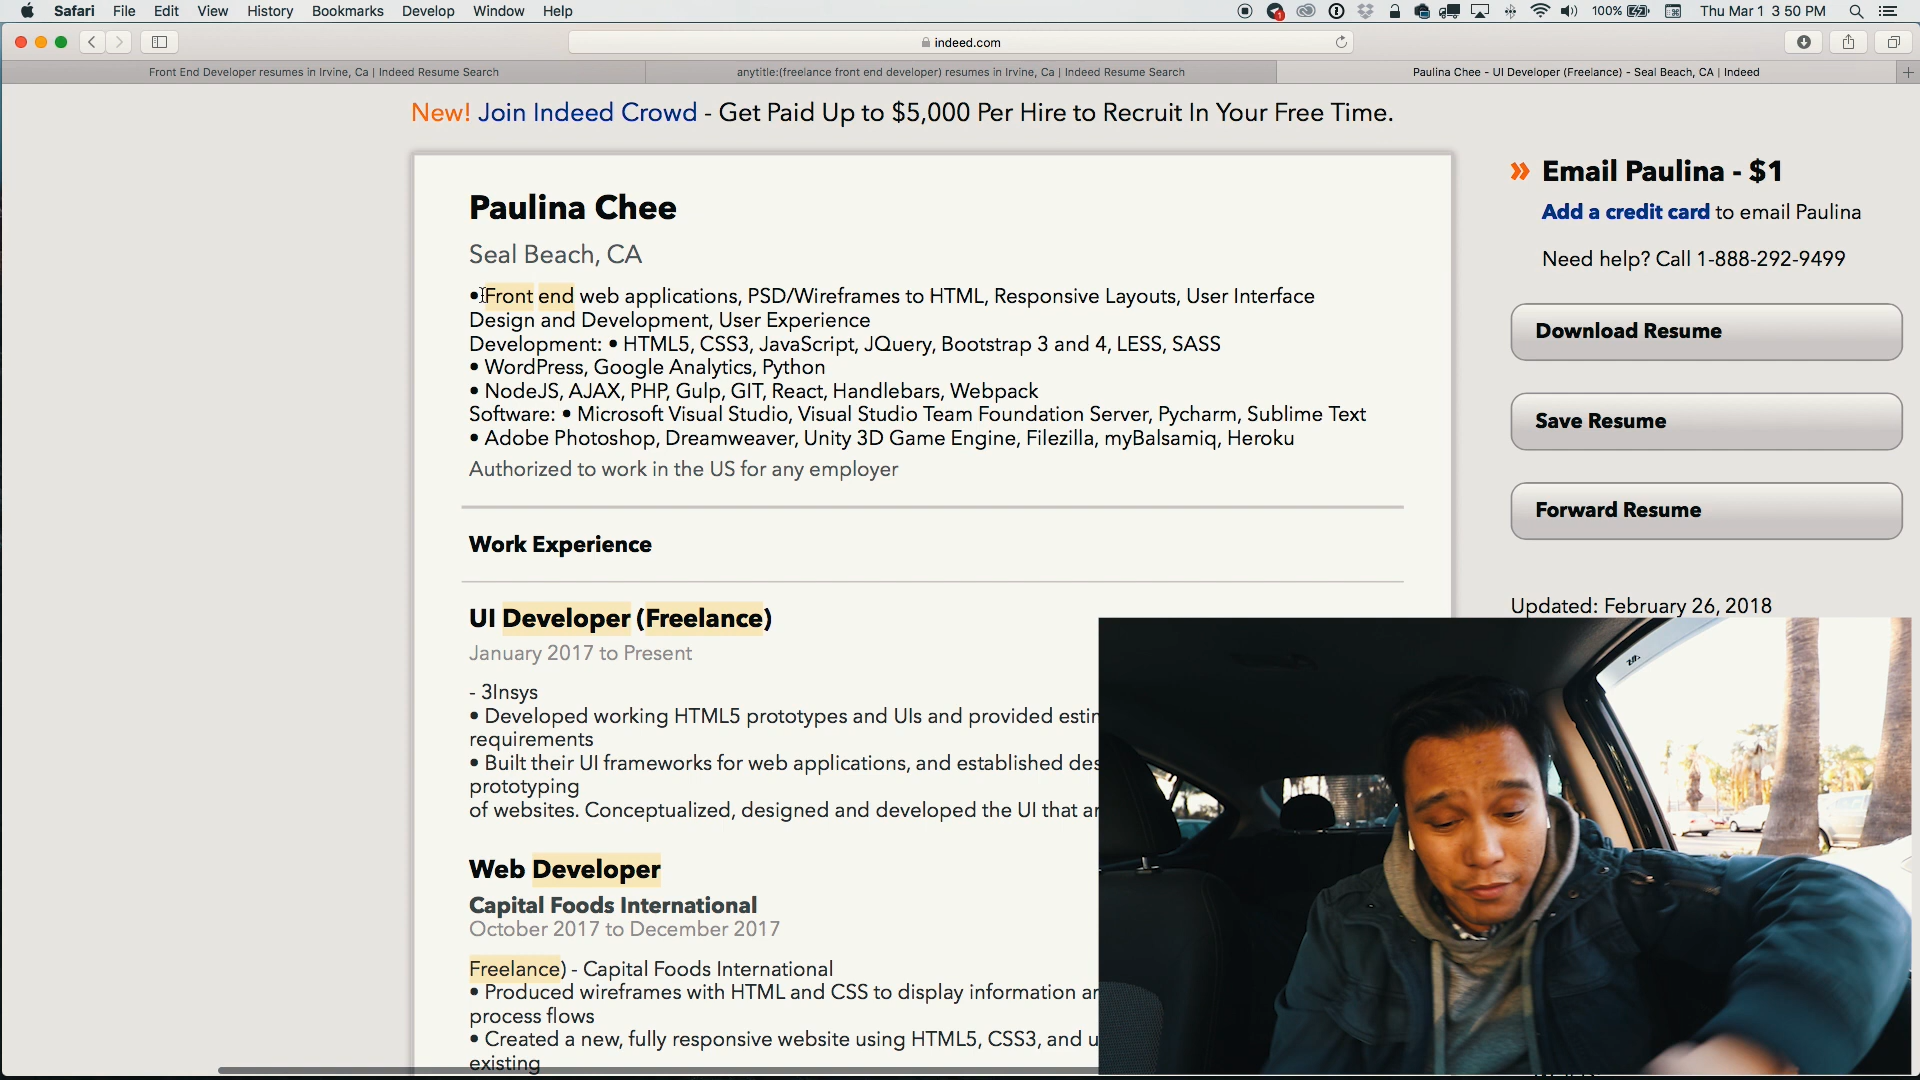 Safari File Edit View History Bookmarks Develop Window Help 100% Thu Mar 1 3 50 PM
indeed.com
Front End Developer resumes in Irvine, Ca | Indeed Resume Search
anytitle:(freelance front end developer) resumes in Irvine, Ca | Indeed Resume Search
Paulina Chee - UI Developer (Freelance) - Seal Beach, CA | Indeed
New! Join Indeed Crowd - Get Paid Up to $5,000 Per Hire to Recruit In Your Free Time.
Paulina Chee
Seal Beach, CA
• Front end web applications, PSD/Wireframes to HTML, Responsive Layouts, User Interface
Design and Development, User Experience
Development: • HTML5, CSS3, JavaScript, JQuery, Bootstrap 3 and 4, LESS, SASS
• WordPress, Google Analytics, Python
• NodeJS, AJAX, PHP, Gulp, GIT, React, Handlebars, Webpack
Software: • Microsoft Visual Studio, Visual Studio Team Foundation Server, Pycharm, Sublime Text
• Adobe Photoshop, Dreamweaver, Unity 3D Game Engine, Filezilla, myBalsamiq, Heroku
Authorized to work in the US for any employer
Work Experience
UI Developer (Freelance)
January 2017 to Present
- 3Insys
• Developed working HTML5 prototypes and UIs and provided
requirements
• Built their UI frameworks for web applications, and established
prototyping
of websites. Conceptualized, designed and developed the UI that
Web Developer
Capital Foods International
October 2017 to December 2017
Freelance) - Capital Foods International
• Produced wireframes with HTML and CSS to display information
process flows
• Created a new, fully responsive website using HTML5, CSS3, and
existing
» Email Paulina - $1
Add a credit card to email Paulina
Need help? Call 1-888-292-9499
Download Resume
Save Resume
Forward Resume
Updated: February 26, 2018